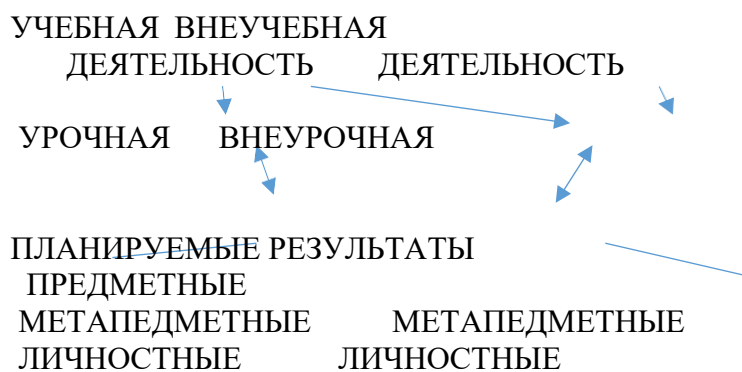 УЧЕБНАЯ ВНЕУЧЕБНАЯ
ДЕЯТЕЛЬНОСТЬ ДЕЯТЕЛЬНОСТЬ
УРОЧНАЯ ВНЕУРОЧНАЯ
ПЛАНИРУЕМЫЕ РЕЗУЛЬТАТЫ
ПРЕДМЕТНЫЕ
МЕТАПЕДМЕТНЫЕ МЕТАПЕДМЕТНЫЕ
ЛИЧНОСТНЫЕ ЛИЧНОСТНЫЕ